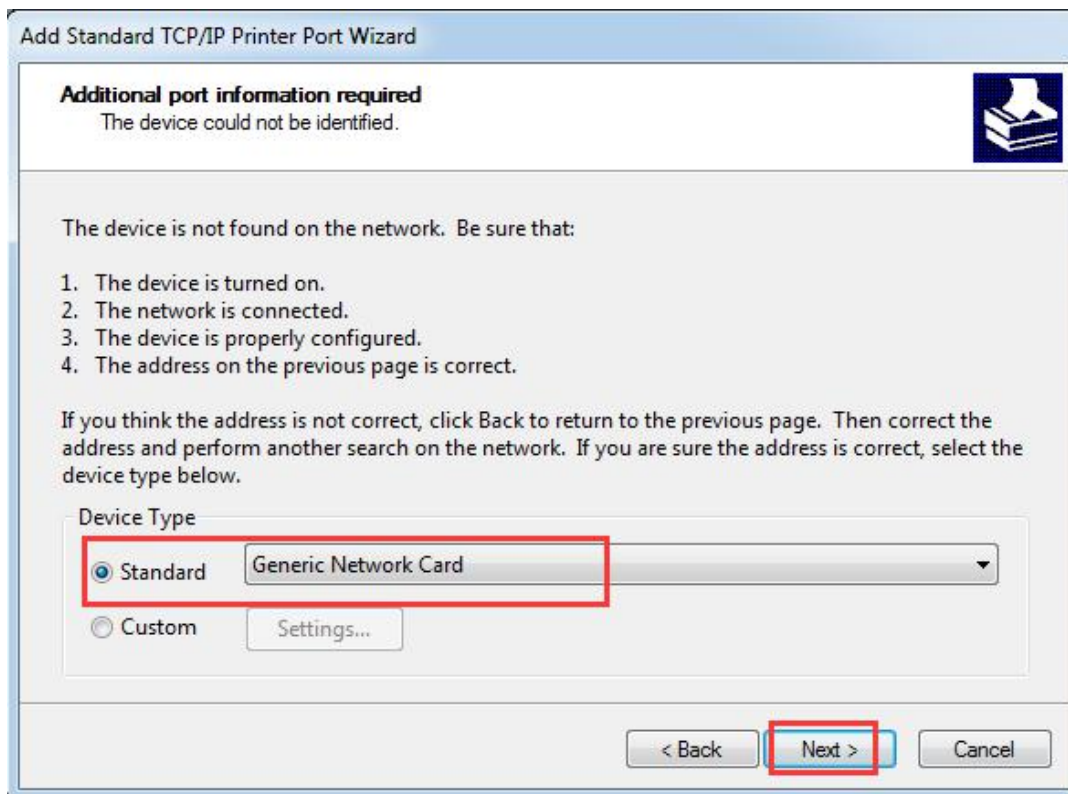 Add Standard TCP/IP Printer Port Wizard
Additional port information required
The device could not be identified.
The device is not found on the network.  Be sure that:
1.  The device is turned on.
2.  The network is connected.
3.  The device is properly configured.
4.  The address on the previous page is correct.
If you think the address is not correct, click Back to return to the previous page.  Then correct the
address and perform another search on the network.  If you are sure the address is correct, select the
device type below.
Device Type
Standard Generic Network Card
Custom Settings...
< Back Next > Cancel